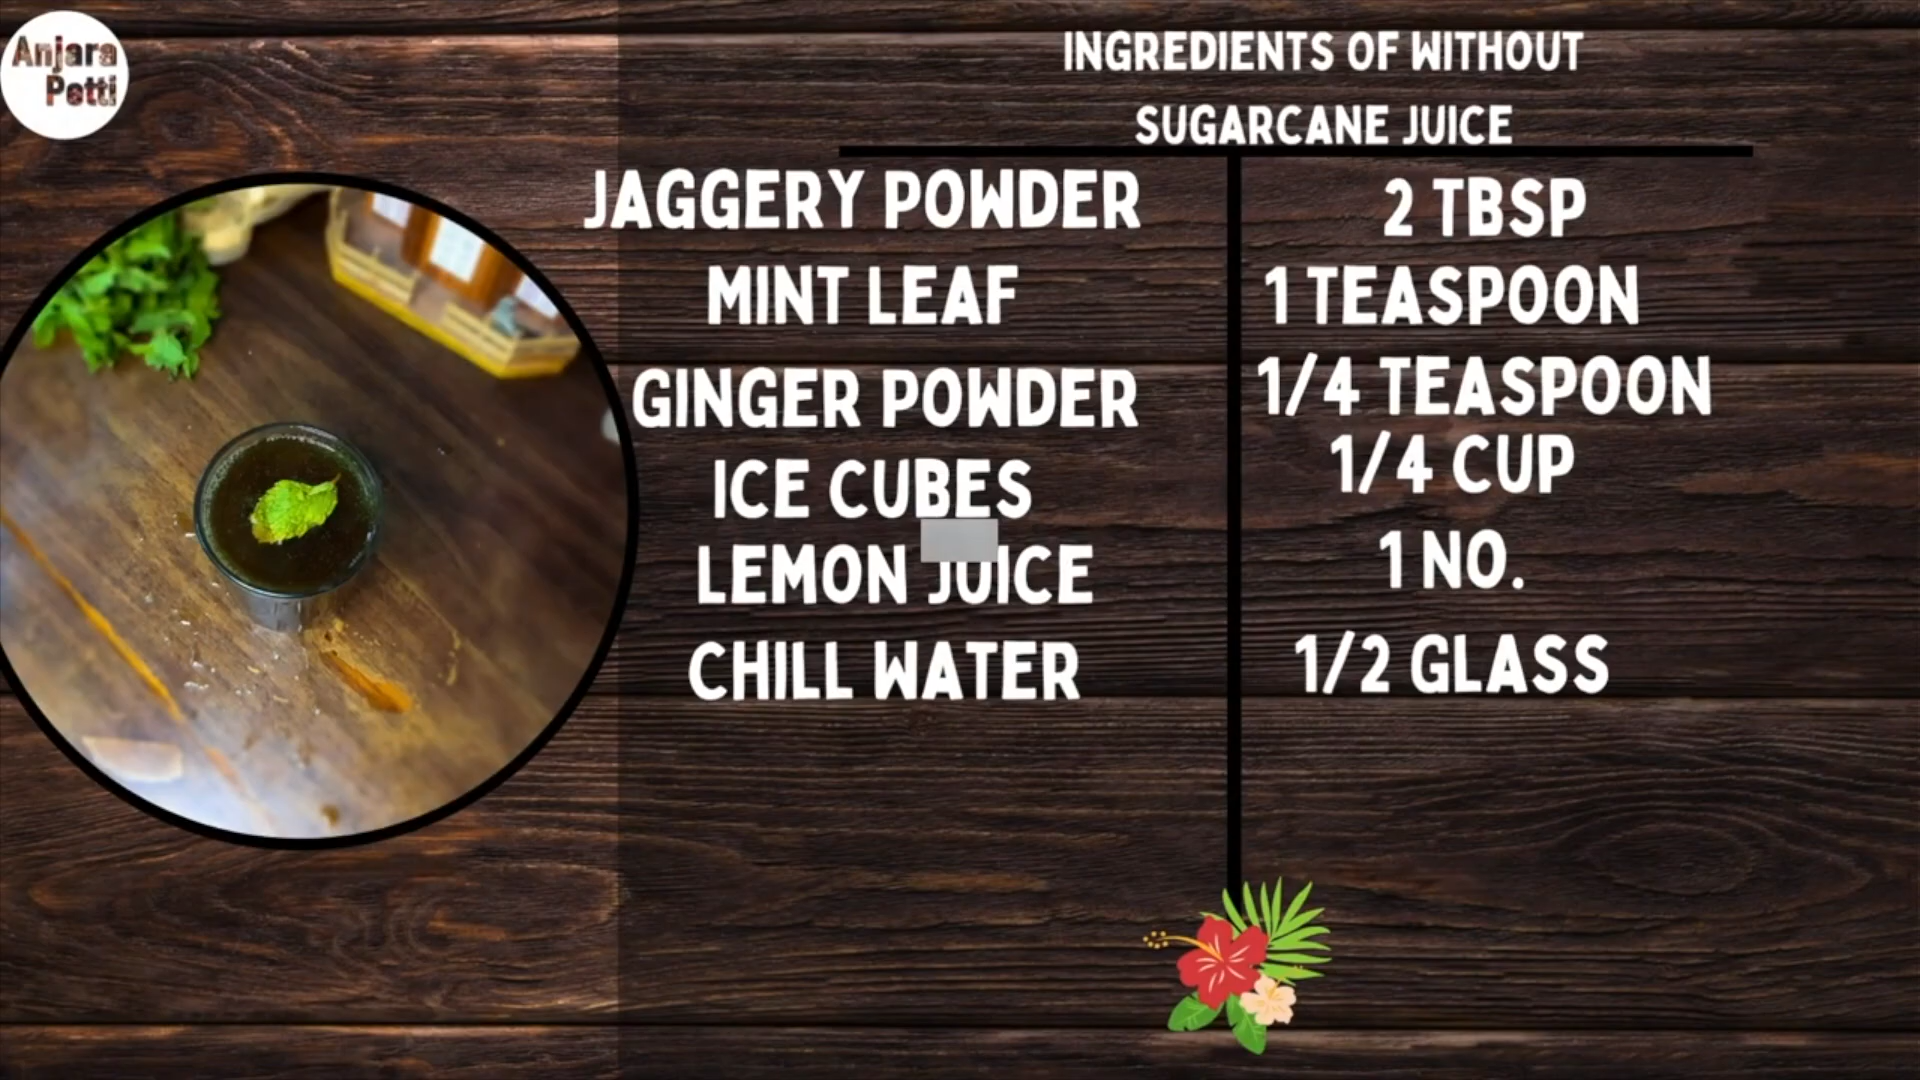 Anjara
Petti
INGREDIENTS OF WITHOUT
SUGARCANE JUICE
JAGGERY POWDER 2 TBSP
MINT LEAF 1 TEASPOON
GINGER POWDER 1/4 TEASPOON
ICE CUBES 1/4 CUP
LEMON JUICE 1 NO.
CHILL WATER 1/2 GLASS